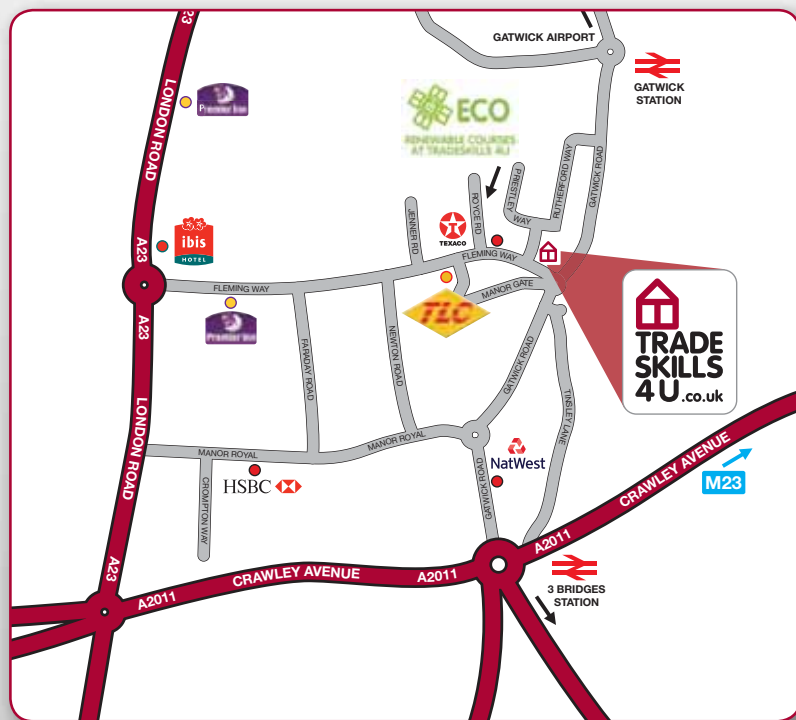 A23
GATWICK AIRPORT
GATWICK
STATION
LONDON ROAD
Premier Inn
ECO
RENEWABLE COURSES
AT TRADESKILLS 4U
PRIESTLEY
WAY
RUTHERFORD WAY
GATWICK ROAD
ROYCE RD
JENNER RD
TEXACO
ibis
HOTEL
A23
FLEMING WAY
FLEMING WAY
MANOR GATE
TLC
Premier Inn
A23
TRADE
SKILLS
4U.co.uk
FARADAY ROAD
NEWTON ROAD
GATWICK ROAD
TINSLEY LANE
LONDON ROAD
MANOR ROYAL
MANOR ROYAL
HSBC
CROMPTON WAY
NatWest
GATWICK ROAD
CRAWLEY AVENUE
M23
A2011
A23
A2011
CRAWLEY AVENUE
A2011
3 BRIDGES
STATION